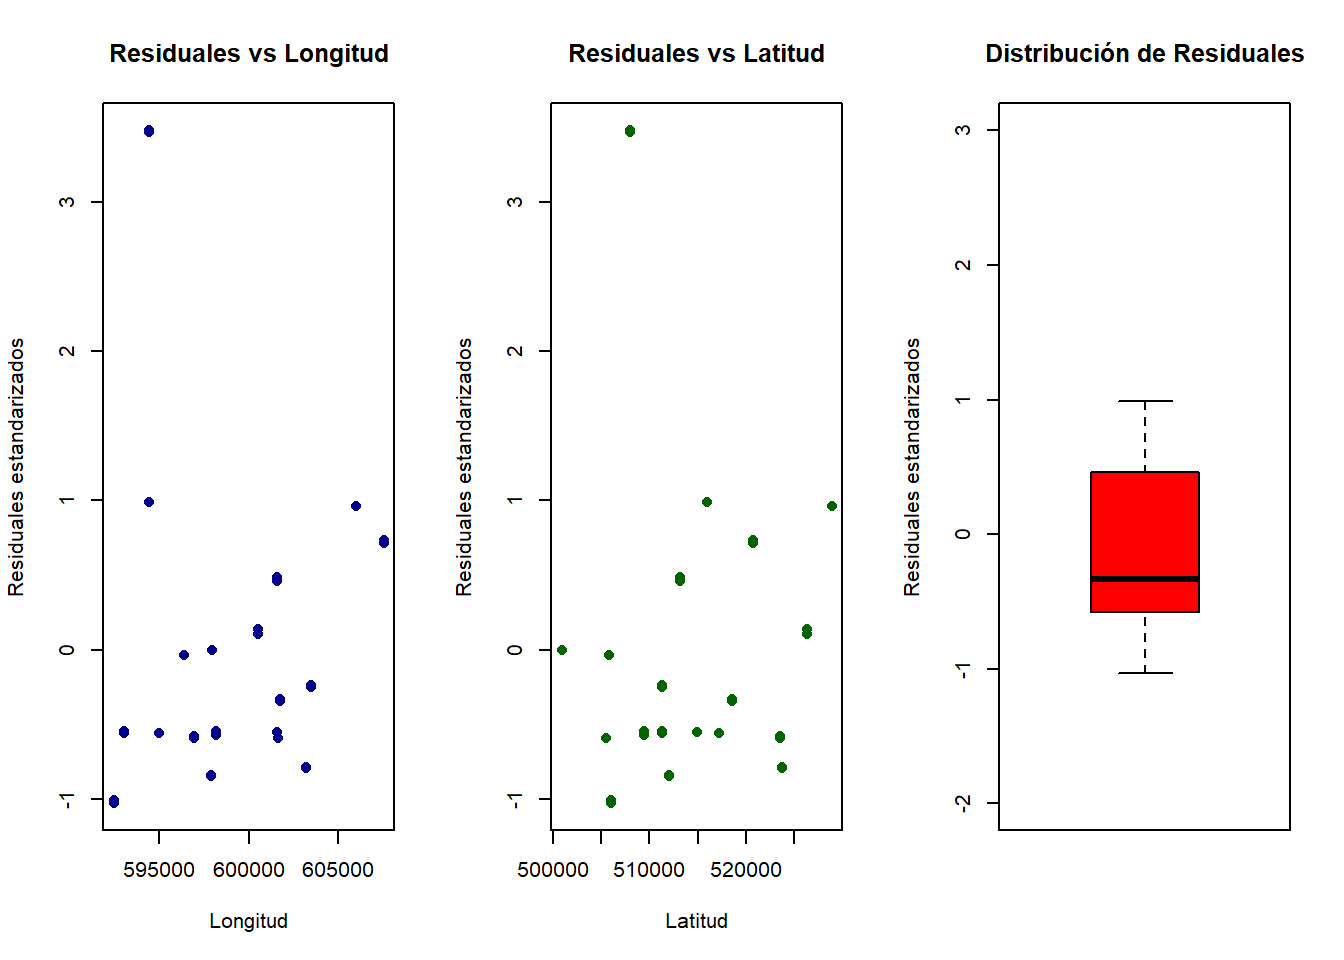 Residuales vs Longitud
Residuales estandarizados
3
2
1
0
-1
595000 600000 605000
Longitud
Residuales vs Latitud
Residuales estandarizados
3
2
1
0
-1
500000 510000 520000
Latitud
Distribución de Residuales
Residuales estandarizados
3
2
1
0
-1
-2